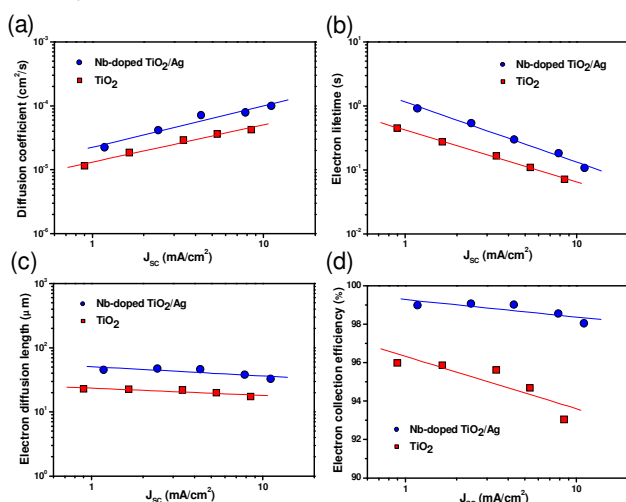 (a)
10⁻³
10⁻⁴
10⁻⁵
10⁻⁶
Diffusion coefficient (cm²/s)
Nb-doped TiO₂/Ag
TiO₂
1
10
J_SC (mA/cm²)
(b)
10¹
10⁰
10⁻¹
10⁻²
Electron lifetime (s)
Nb-doped TiO₂/Ag
TiO₂
1
10
J_SC (mA/cm²)
(c)
10³
10²
10¹
10⁰
Electron diffusion length (μm)
Nb-doped TiO₂/Ag
TiO₂
1
10
J_SC (mA/cm²)
(d)
100
98
96
94
92
90
Electron collection efficiency (%)
Nb-doped TiO₂/Ag
TiO₂
1
10
J_SC (mA/cm²)